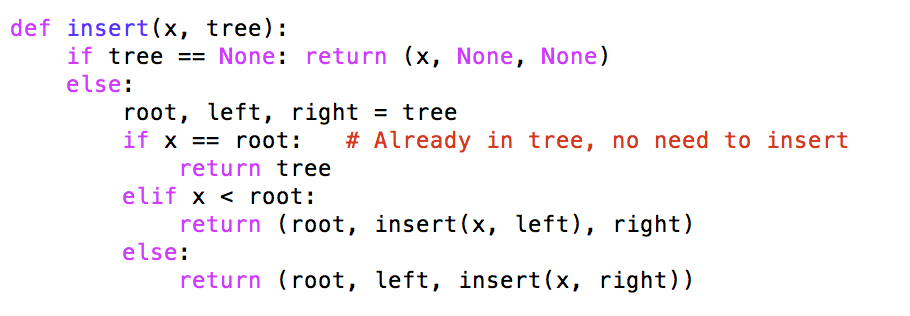 def insert(x, tree):
    if tree == None: return (x, None, None)
    else:
        root, left, right = tree
        if x == root:   # Already in tree, no need to insert
            return tree
        elif x < root:
            return (root, insert(x, left), right)
        else:
            return (root, left, insert(x, right))